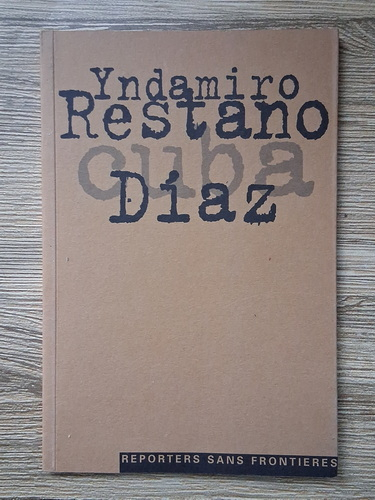 Yndamiro
Restano
cuba
Díaz
REPORTERS SANS FRONTIERES